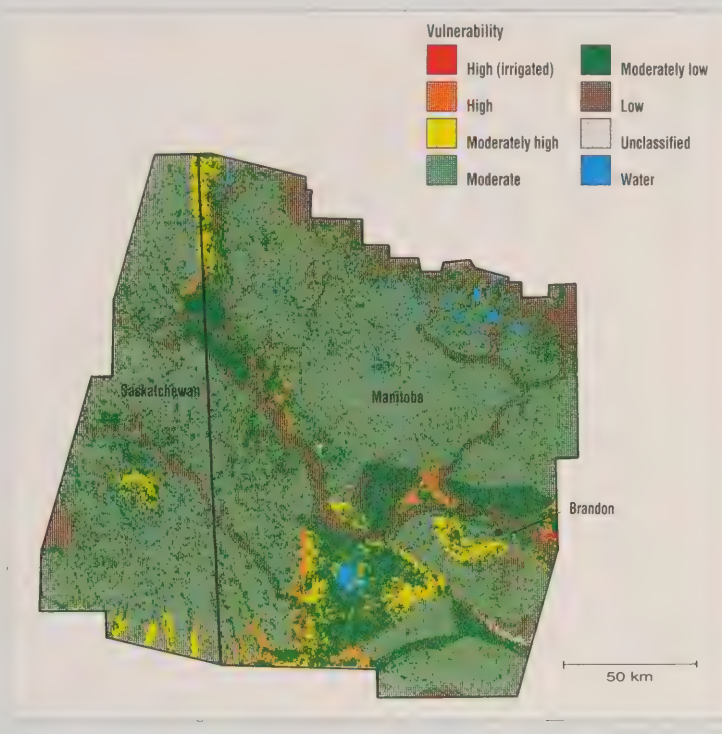 Vulnerability
High (irrigated)
High
Moderately high
Moderate
Moderately low
Low
Unclassified
Water
Saskatchewan
Manitoba
Brandon
50 km